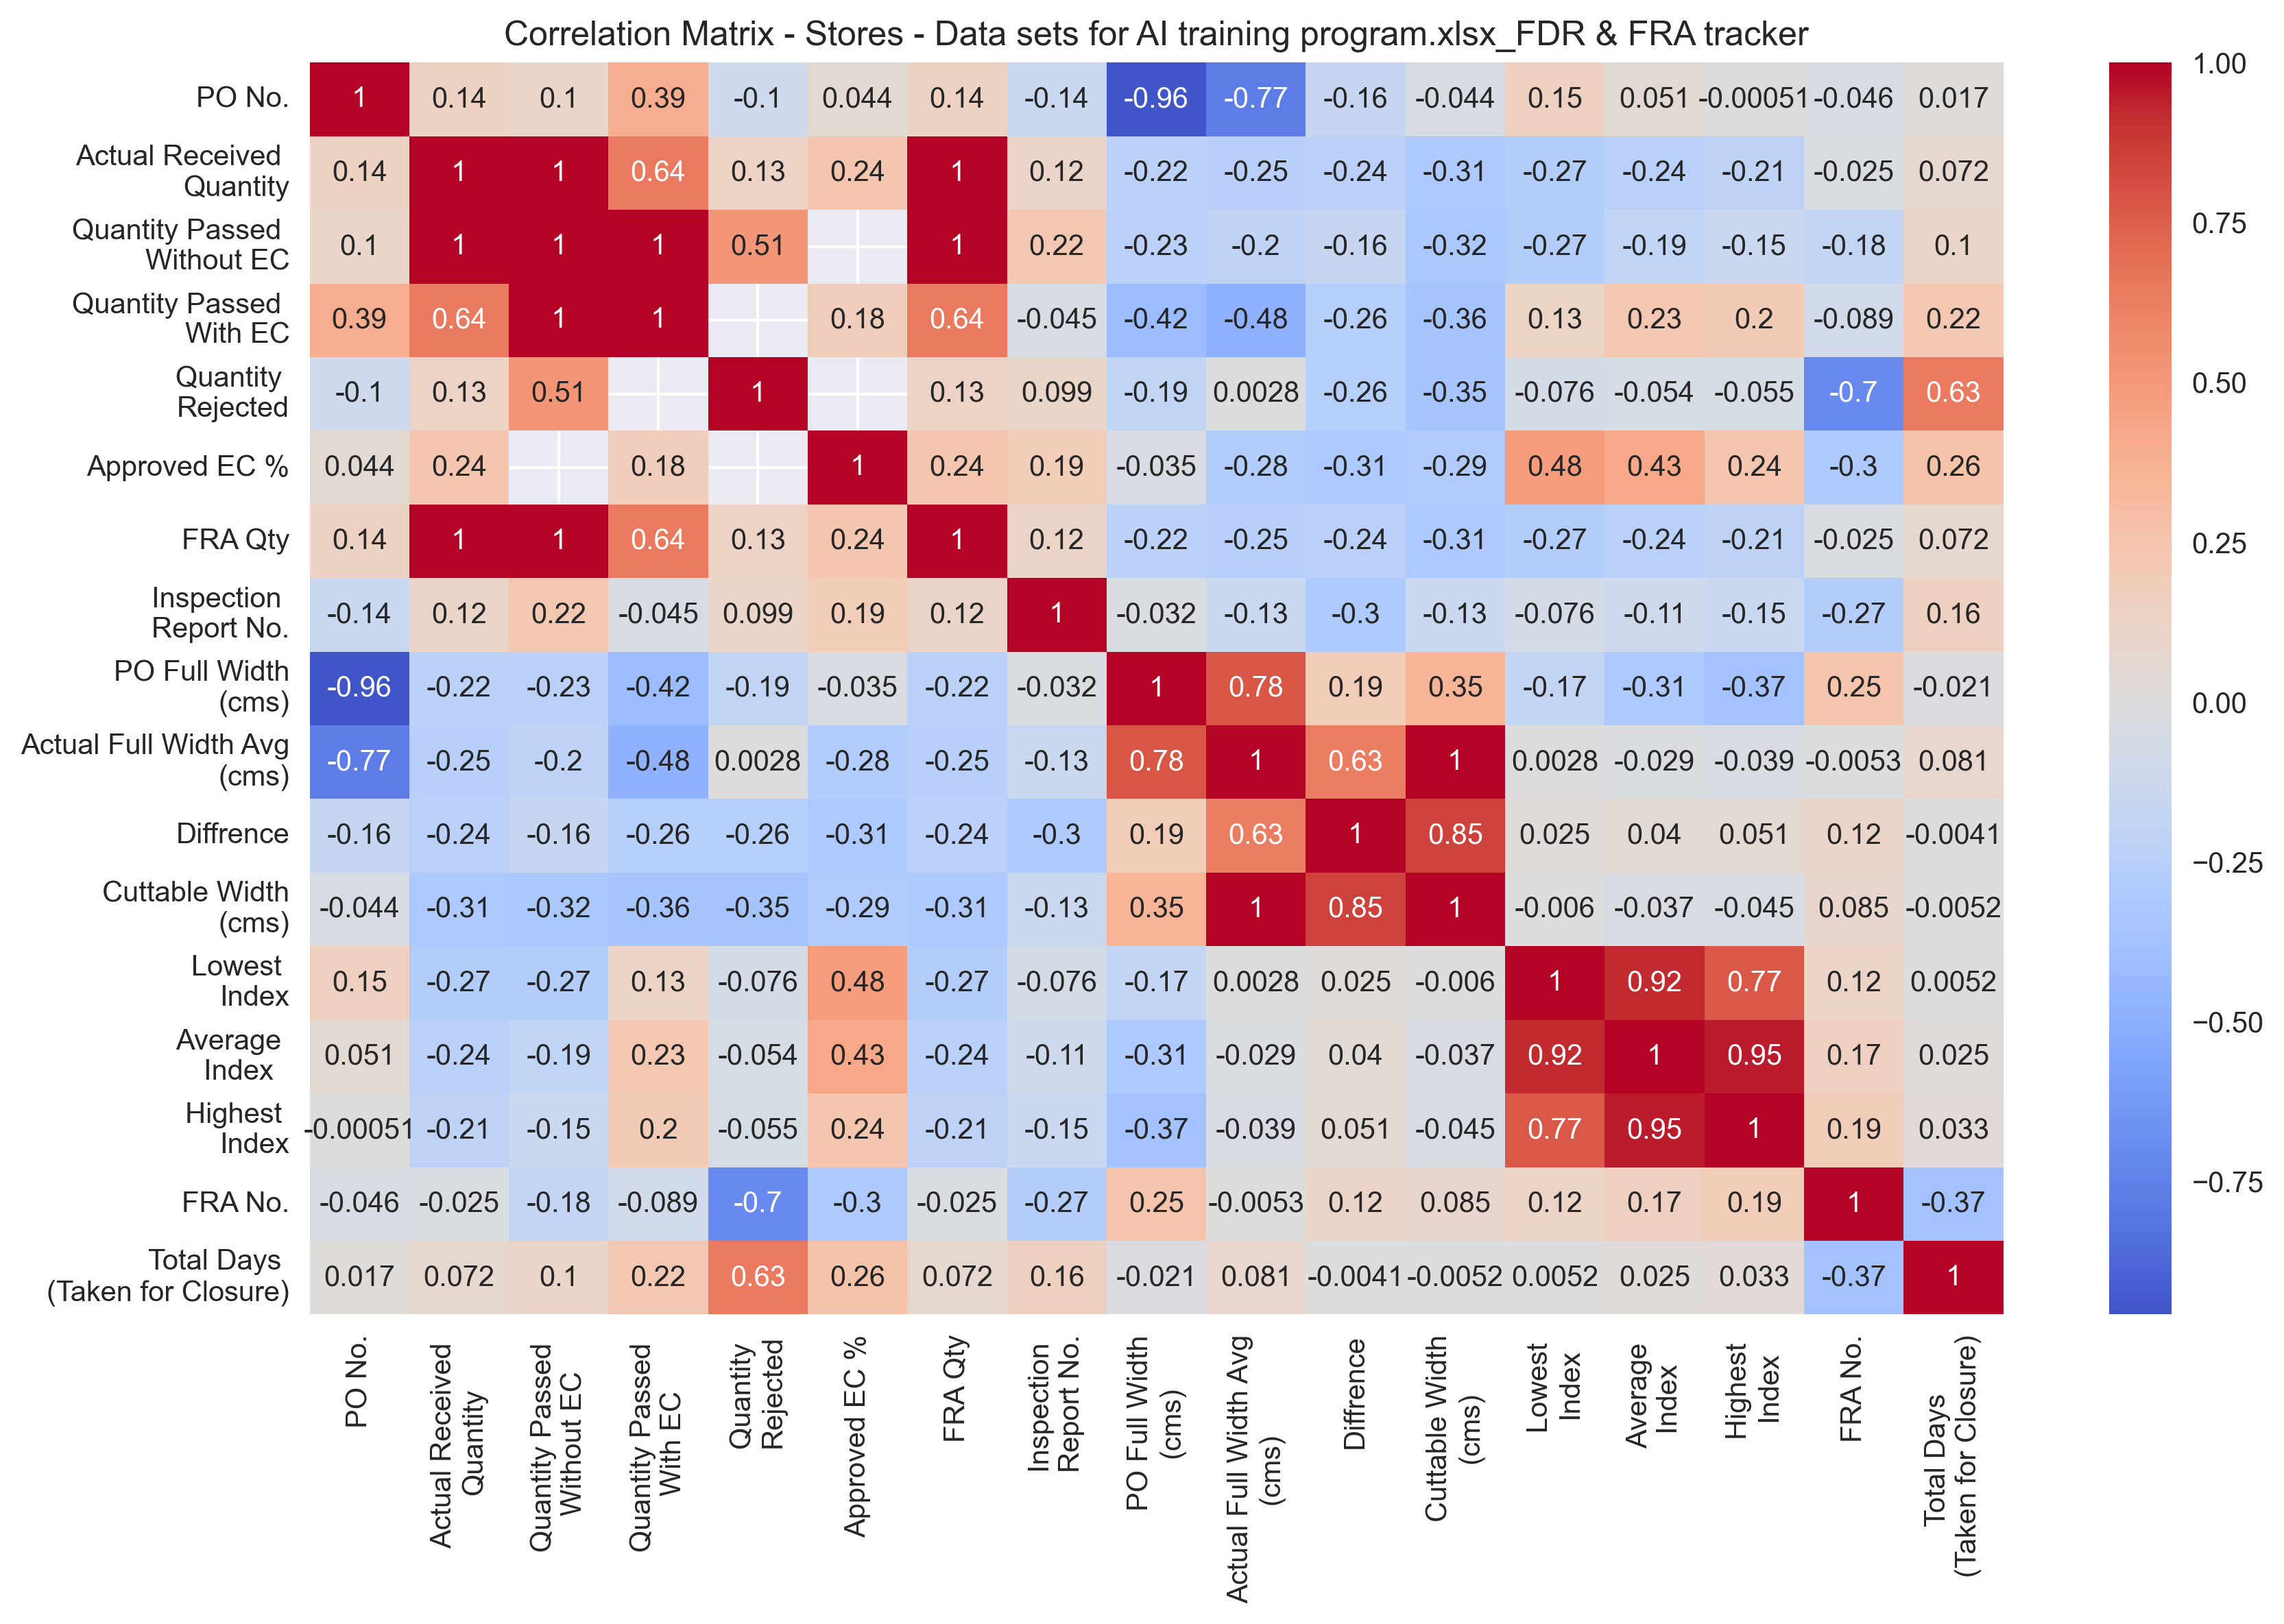 Correlation Matrix - Stores - Data sets for AI training program.xlsx_FDR & FRA tracker
PO No. 1 0.14 0.1 0.39 -0.1 0.044 0.14 -0.14 -0.96 -0.77 -0.16 -0.044 0.15 0.051 -0.00051 -0.046 0.017
Actual Received
Quantity 0.14 1 1 0.64 0.13 0.24 1 0.12 -0.22 -0.25 -0.24 -0.31 -0.27 -0.24 -0.21 -0.025 0.072
Quantity Passed
Without EC 0.1 1 1 1 0.51 1 0.22 -0.23 -0.2 -0.16 -0.32 -0.27 -0.19 -0.15 -0.18 0.1
Quantity Passed
With EC 0.39 0.64 1 1 0.18 0.64 -0.045 -0.42 -0.48 -0.26 -0.36 0.13 0.23 0.2 -0.089 0.22
Quantity
Rejected -0.1 0.13 0.51 1 0.13 0.099 -0.19 0.0028 -0.26 -0.35 -0.076 -0.054 -0.055 -0.7 0.63
Approved EC % 0.044 0.24 0.18 1 0.24 0.19 -0.035 -0.28 -0.31 -0.29 0.48 0.43 0.24 -0.3 0.26
FRA Qty 0.14 1 1 0.64 0.13 0.24 1 0.12 -0.22 -0.25 -0.24 -0.31 -0.27 -0.24 -0.21 -0.025 0.072
Inspection
Report No. -0.14 0.12 0.22 -0.045 0.099 0.19 0.12 1 -0.032 -0.13 -0.3 -0.13 -0.076 -0.11 -0.15 -0.27 0.16
PO Full Width
(cms) -0.96 -0.22 -0.23 -0.42 -0.19 -0.035 -0.22 -0.032 1 0.78 0.19 0.35 -0.17 -0.31 -0.37 0.25 -0.021
Actual Full Width Avg
(cms) -0.77 -0.25 -0.2 -0.48 0.0028 -0.28 -0.25 -0.13 0.78 1 0.63 1 0.0028 -0.029 -0.039 -0.0053 0.081
Diffrence -0.16 -0.24 -0.16 -0.26 -0.26 -0.31 -0.24 -0.3 0.19 0.63 1 0.85 0.025 0.04 0.051 0.12 -0.0041
Cuttable Width
(cms) -0.044 -0.31 -0.32 -0.36 -0.35 -0.29 -0.31 -0.13 0.35 1 0.85 1 -0.006 -0.037 -0.045 0.085 -0.0052
Lowest
Index 0.15 -0.27 -0.27 0.13 -0.076 0.48 -0.27 -0.076 -0.17 0.0028 0.025 -0.006 1 0.92 0.77 0.12 0.0052
Average
Index 0.051 -0.24 -0.19 0.23 -0.054 0.43 -0.24 -0.11 -0.31 -0.029 0.04 -0.037 0.92 1 0.95 0.17 0.025
Highest
Index -0.00051 -0.21 -0.15 0.2 -0.055 0.24 -0.21 -0.15 -0.37 -0.039 0.051 -0.045 0.77 0.95 1 0.19 0.033
FRA No. -0.046 -0.025 -0.18 -0.089 -0.7 -0.3 -0.025 -0.27 0.25 -0.0053 0.12 0.085 0.12 0.17 0.19 1 -0.37
Total Days
(Taken for Closure) 0.017 0.072 0.1 0.22 0.63 0.26 0.072 0.16 -0.021 0.081 -0.0041 -0.0052 0.0052 0.025 0.033 -0.37 1
PO No.
Actual Received
Quantity
Quantity Passed
Without EC
Quantity Passed
With EC
Quantity
Rejected
Approved EC %
FRA Qty
Inspection
Report No.
PO Full Width
(cms)
Actual Full Width Avg
(cms)
Diffrence
Cuttable Width
(cms)
Lowest
Index
Average
Index
Highest
Index
FRA No.
Total Days
(Taken for Closure)
1.00
0.75
0.50
0.25
0.00
−0.25
−0.50
−0.75